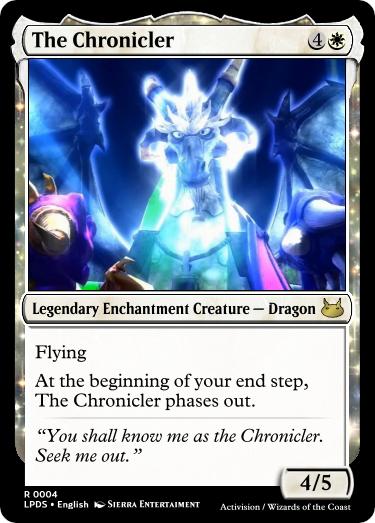 The Chronicler 4
Legendary Enchantment Creature — Dragon
Flying
At the beginning of your end step,
The Chronicler phases out.
“You shall know me as the Chronicler.
Seek me out.”
4/5
R 0004
LPDS • English Sierra Entertaiment
Activision / Wizards of the Coast